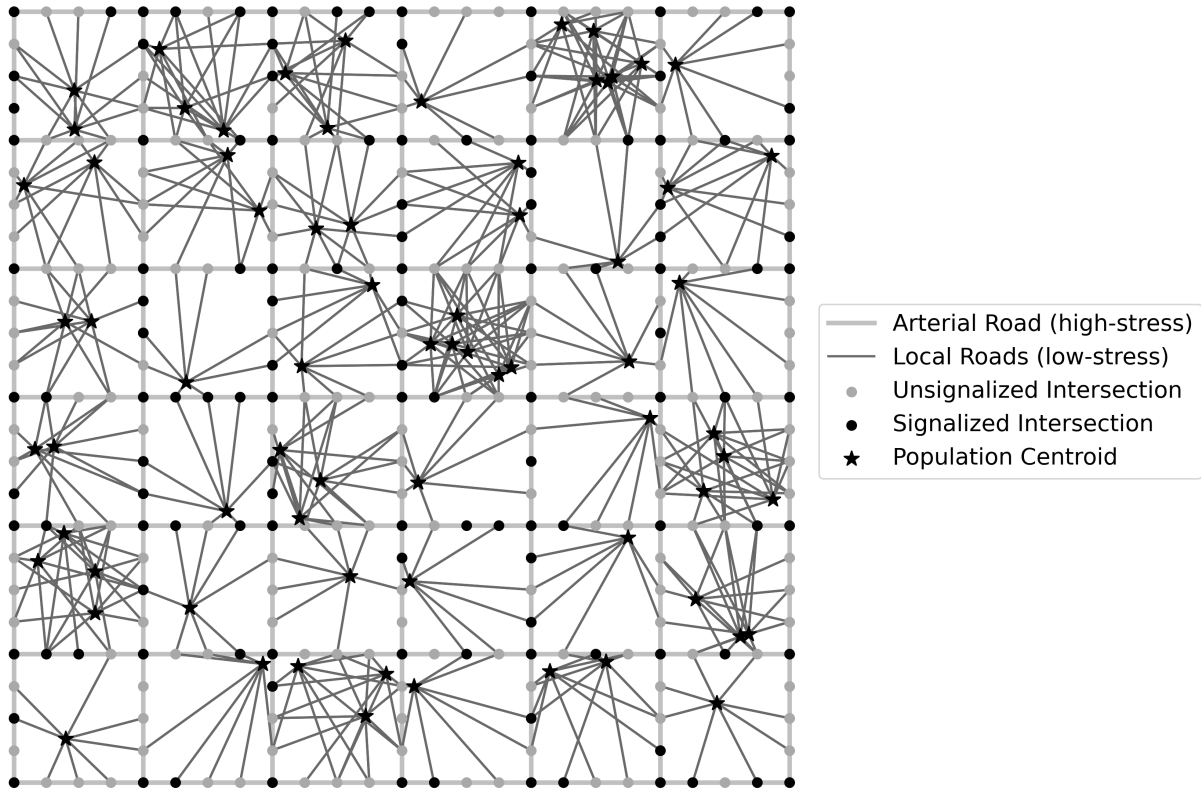 Arterial Road (high-stress)
Local Roads (low-stress)
Unsignalized Intersection
Signalized Intersection
Population Centroid